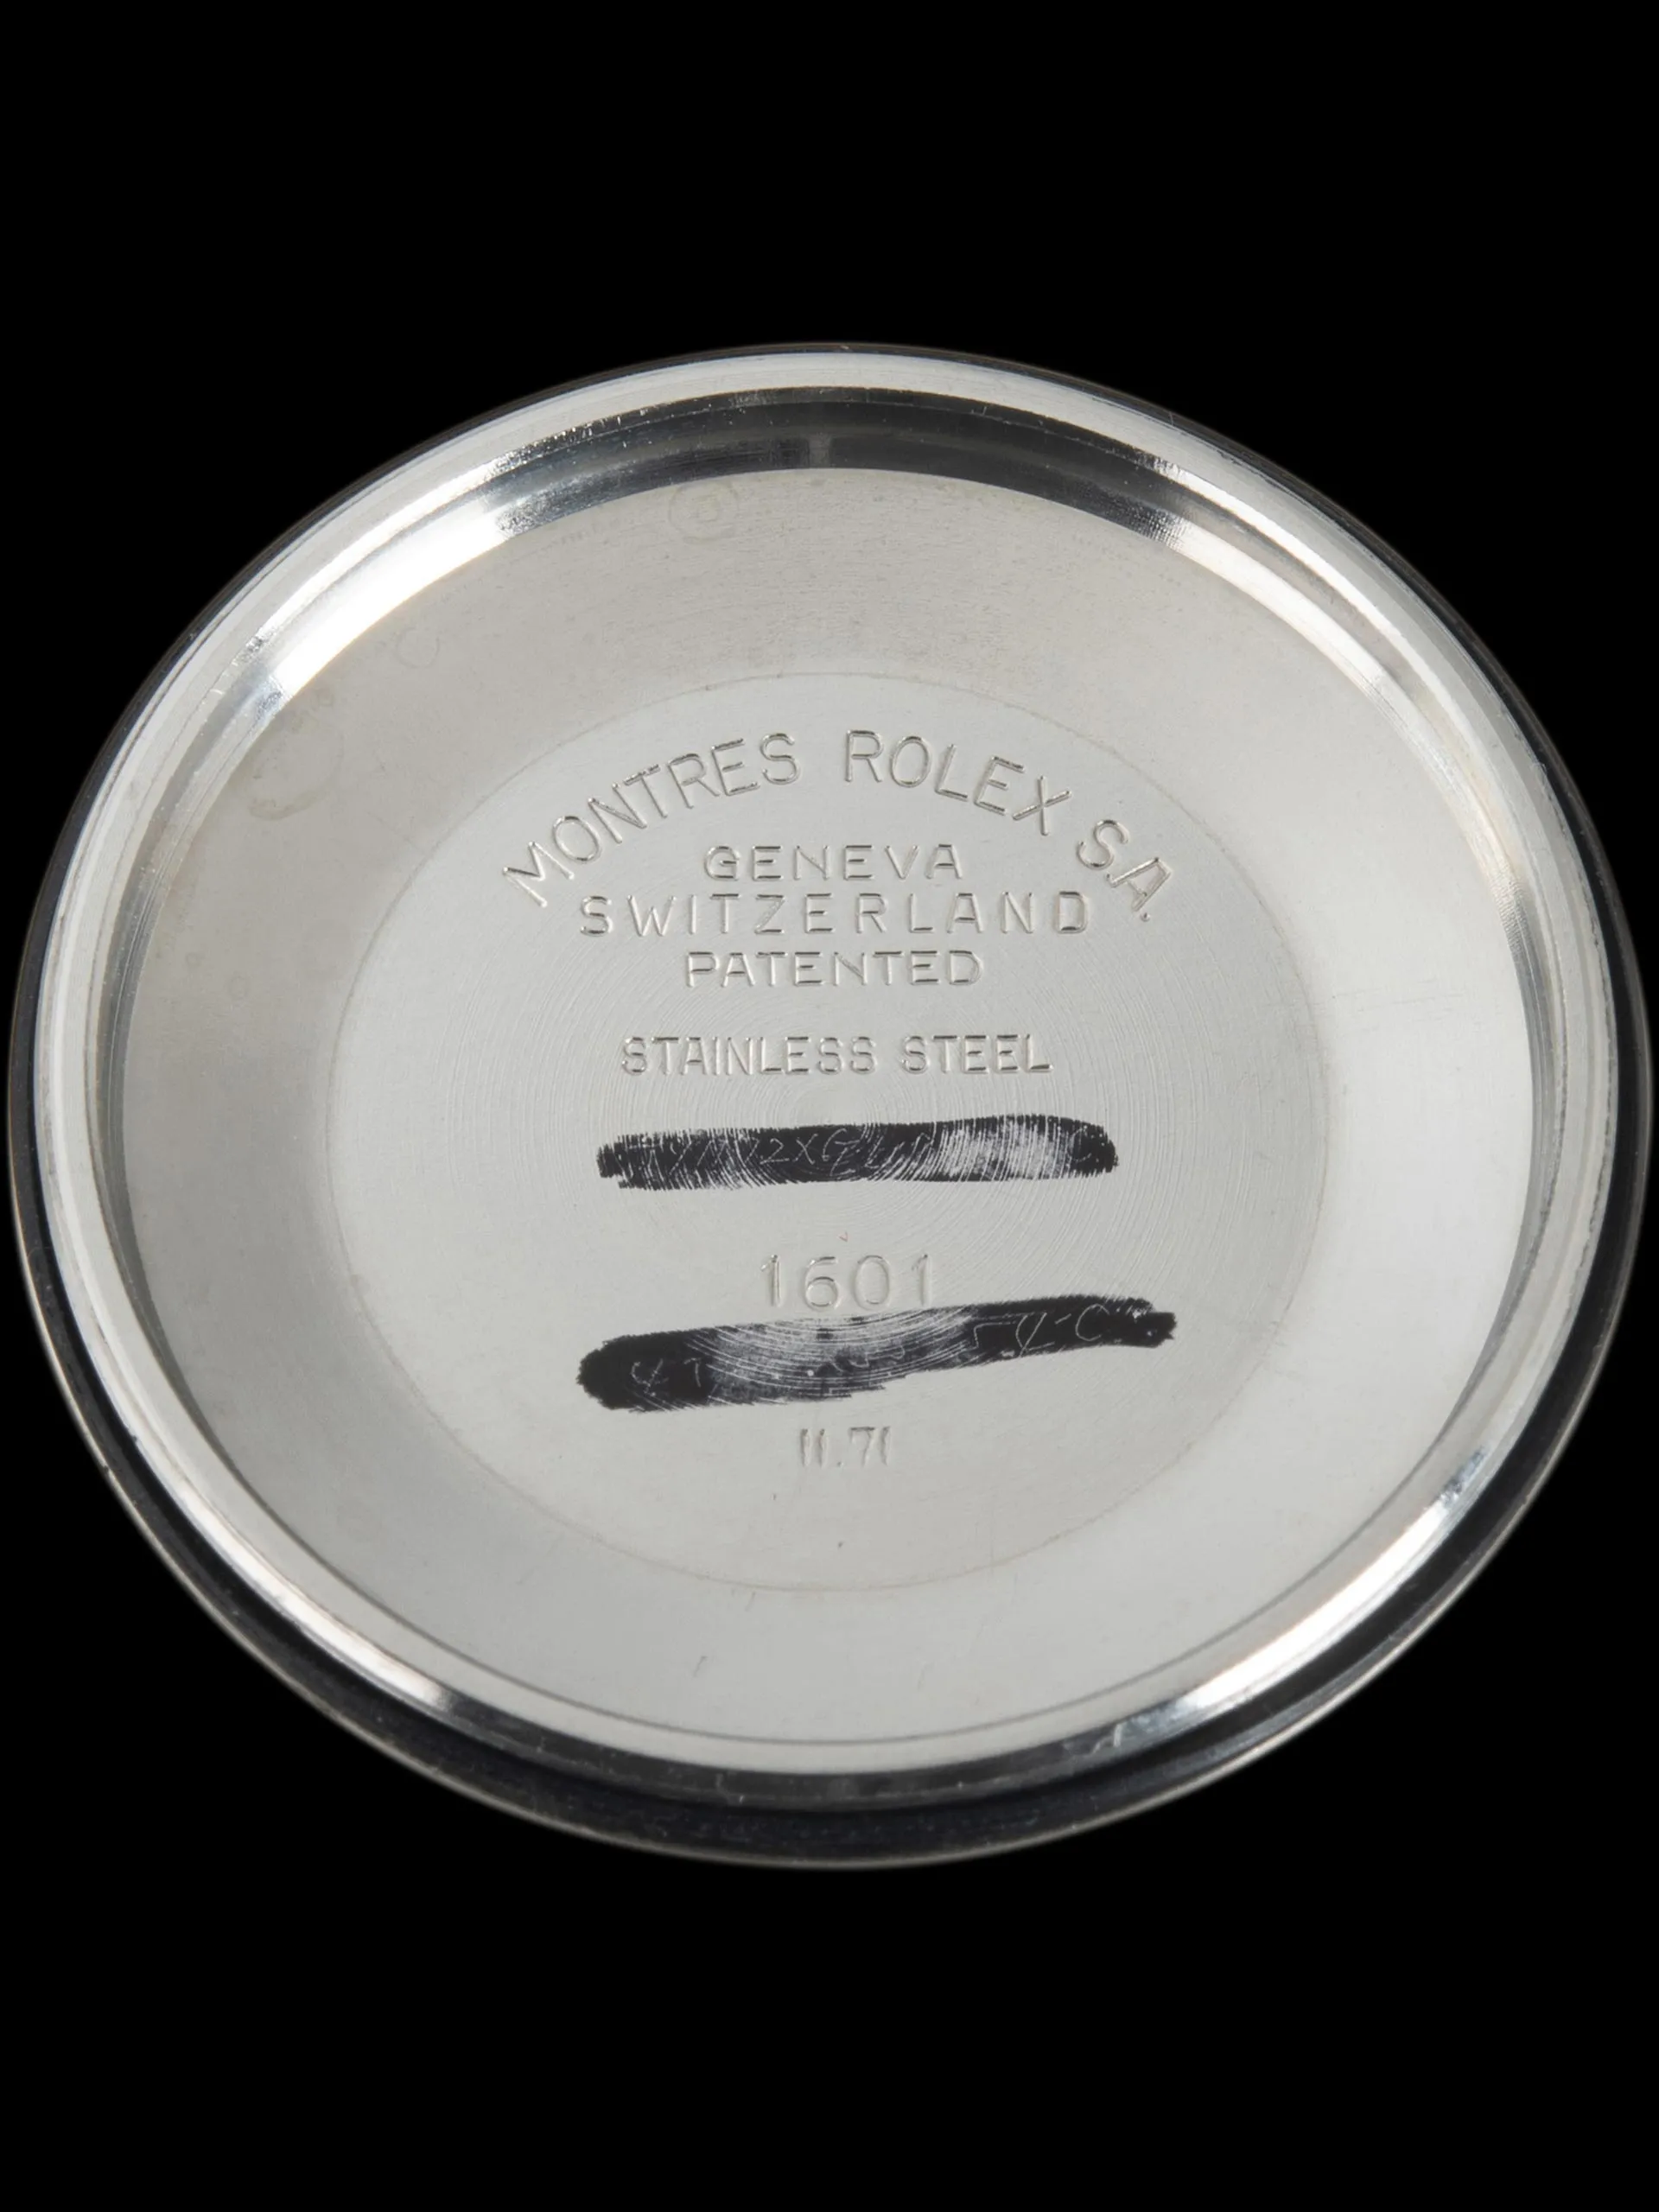 MONTRES ROLEX S.A.
GENEVA
SWITZERLAND
PATENTED
STAINLESS STEEL
1601
II.71